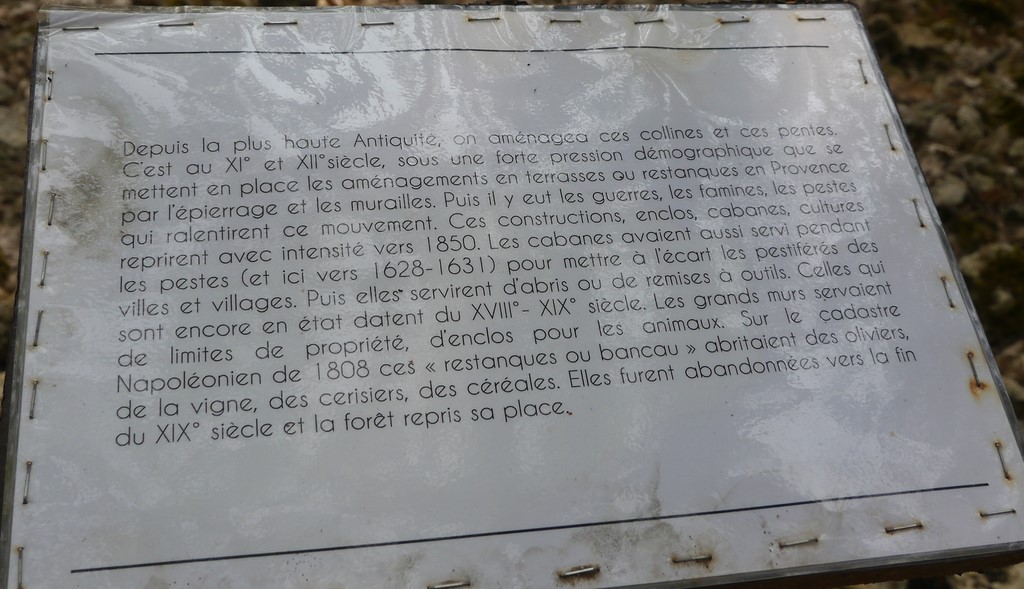 Depuis la plus haute Antiquité, on aménagea ces collines et ces pentes.
C'est au XI° et XII°siècle, sous une forte pression démographique que se
mettent en place les aménagements en terrasses ou restanques en Provence
par l'épierrage et les murailles. Puis il y eut les guerres, les famines, les pestes
qui ralentirent ce mouvement. Ces constructions, enclos, cabanes, cultures
reprirent avec intensité vers 1850. Les cabanes avaient aussi servi pendant
les pestes (et ici vers 1628-1631) pour mettre à l'écart les pestiférés des
villes et villages. Puis elles servirent d'abris ou de remises à outils. Celles qui
sont encore en état datent du XVIII°- XIX° siècle. Les grands murs servaient
de limites de propriété, d'enclos pour les animaux. Sur le cadastre
Napoléonien de 1808 ces « restanques ou bancau » abritaient des oliviers,
de la vigne, des cerisiers, des céréales. Elles furent abandonnées vers la fin
du XIX° siècle et la forêt repris sa place.